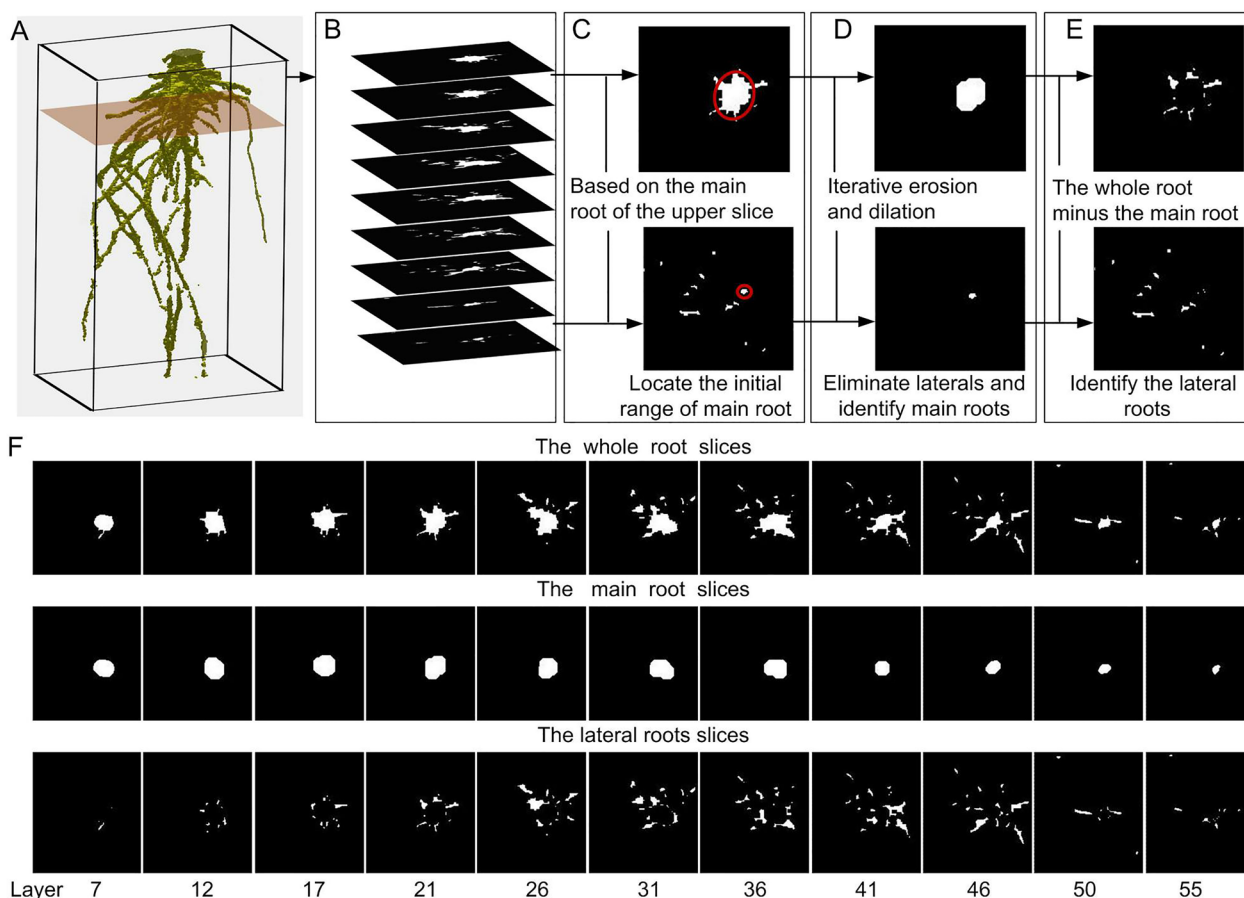 A
B
C
D
E
Based on the main
root of the upper slice
Iterative erosion
and dilation
The whole root
minus the main root
Locate the initial
range of main root
Eliminate laterals and
identify main roots
Identify the lateral
roots
F
The whole root slices
The main root slices
The lateral roots slices
Layer 7 12 17 21 26 31 36 41 46 50 55